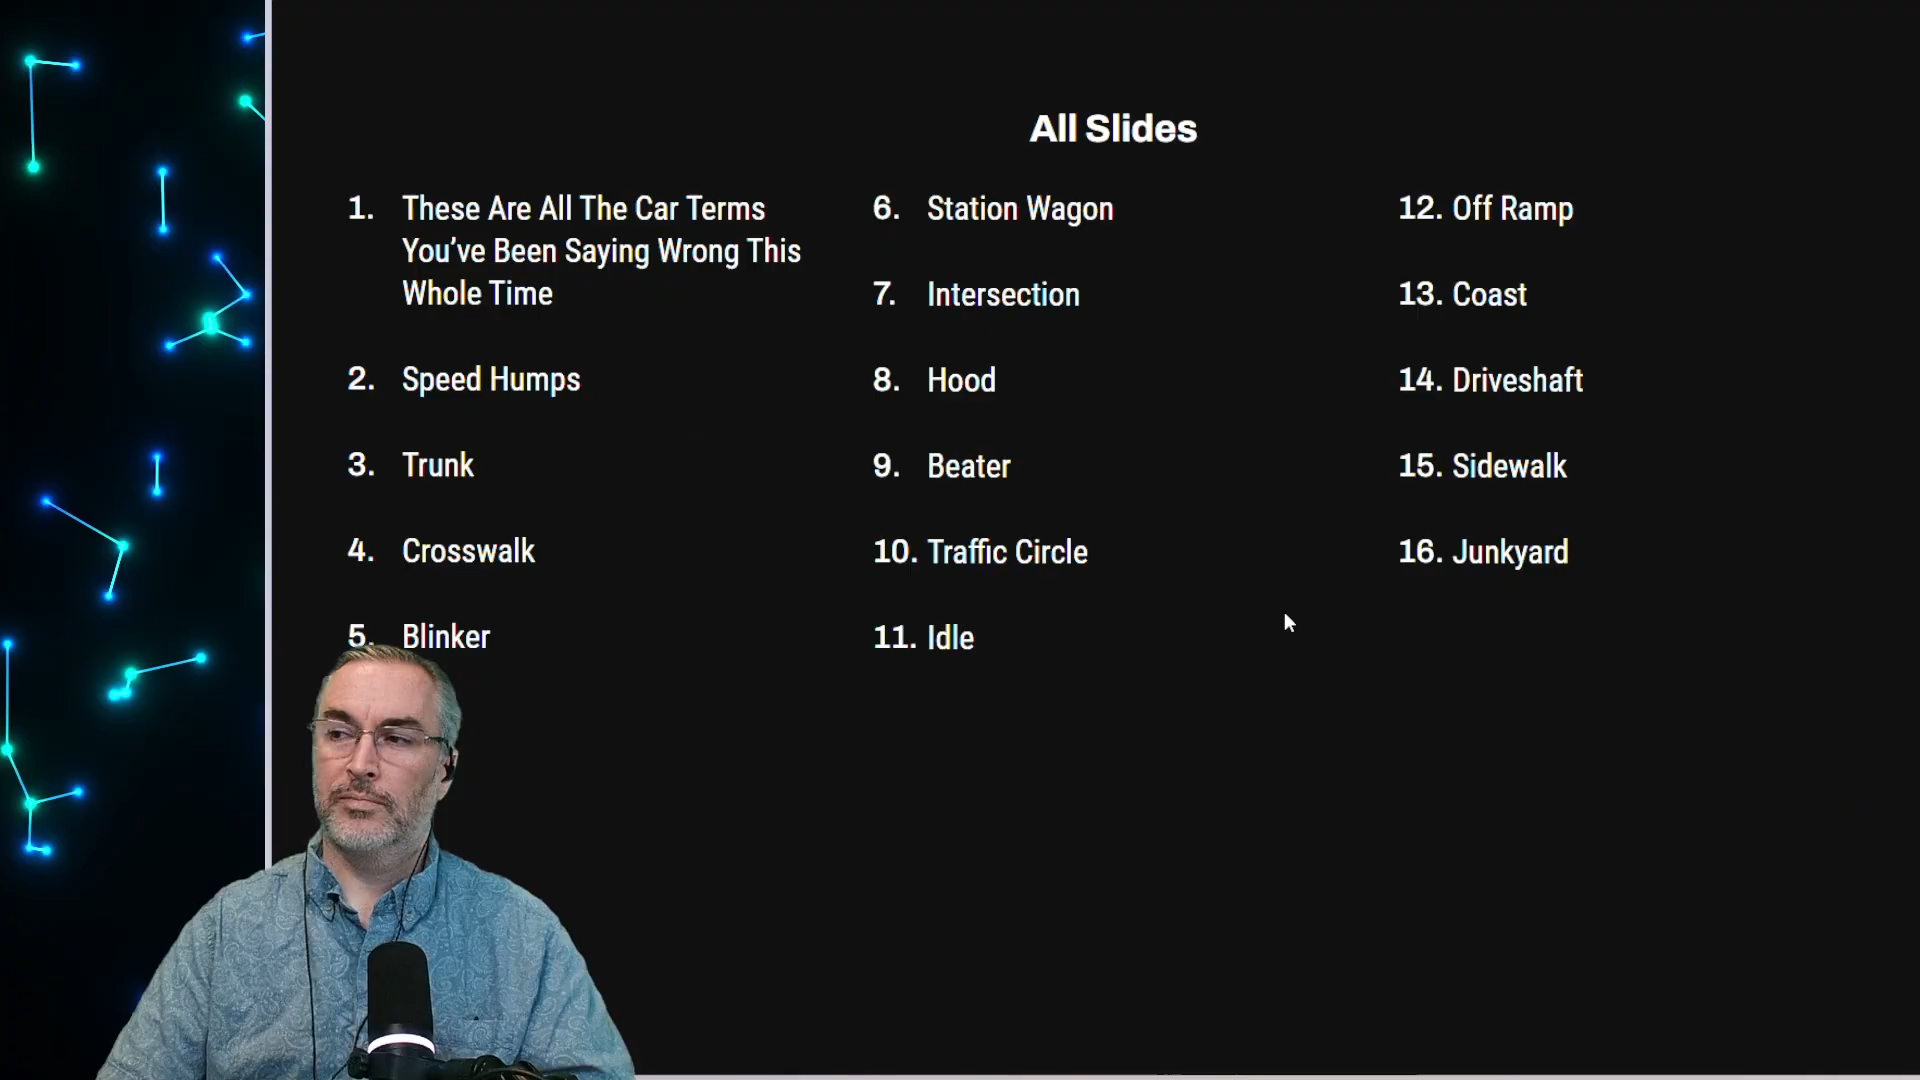 All Slides
1. These Are All The Car Terms
You’ve Been Saying Wrong This
Whole Time
2. Speed Humps
3. Trunk
4. Crosswalk
5. Blinker
6. Station Wagon
7. Intersection
8. Hood
9. Beater
10. Traffic Circle
11. Idle
12. Off Ramp
13. Coast
14. Driveshaft
15. Sidewalk
16. Junkyard